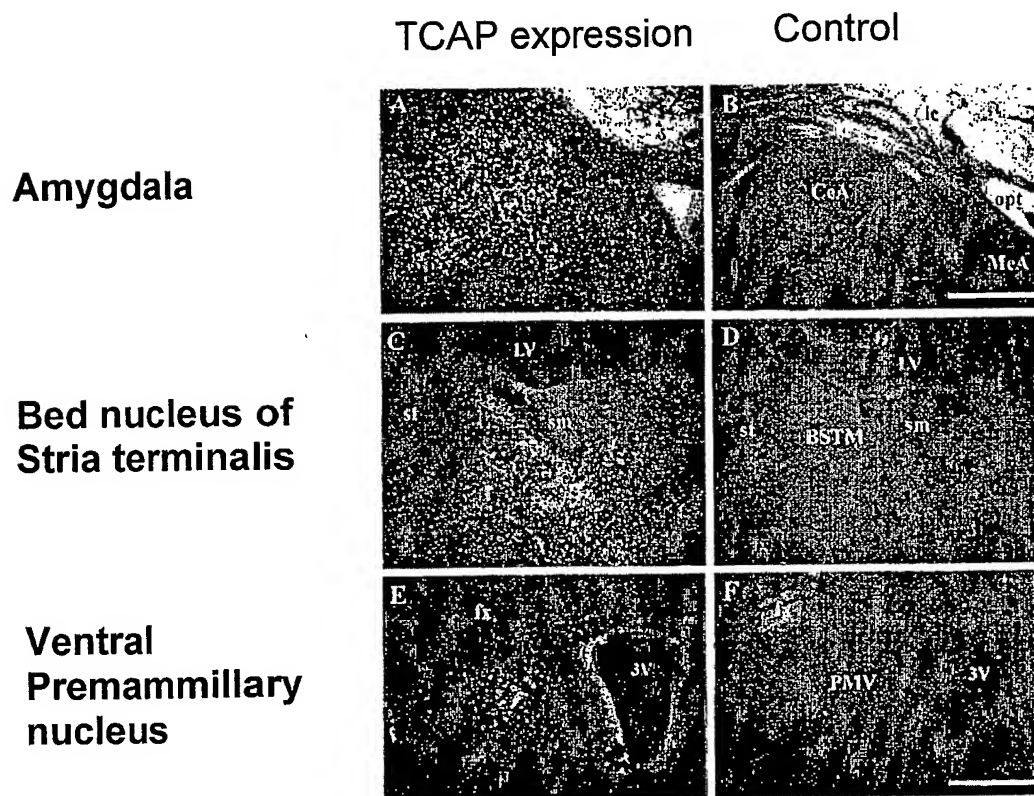 TCAP expression Control
Amygdala
A
B
ic
CeA
opt
MeA
Bed nucleus of
Stria terminalis
C
LV
st
sm
D
LV
st
BSTM
sm
Ventral
Premammillary
nucleus
E
fx
3V
F
fx
PMV
3V